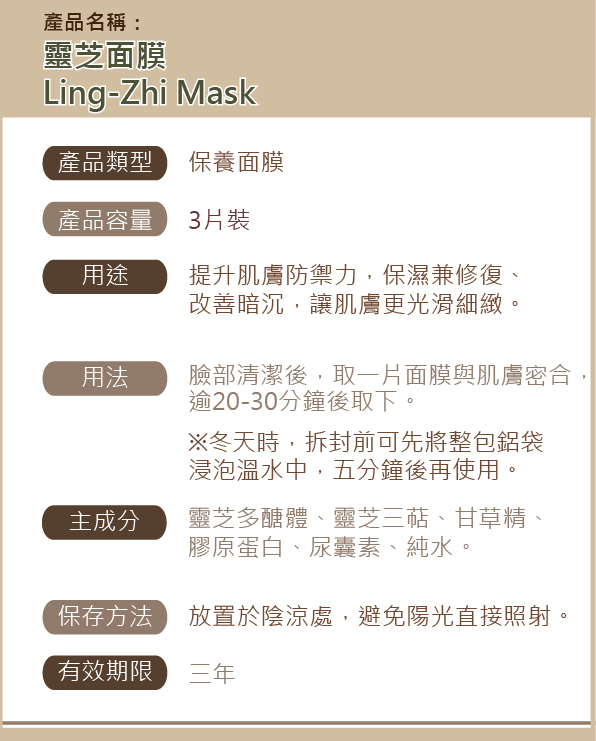 產品名稱：
靈芝面膜
Ling-Zhi Mask
產品類型 保養面膜
產品容量 3片裝
用途 提升肌膚防禦力，保濕兼修復、
改善暗沉，讓肌膚更光滑細緻。
用法 臉部清潔後，取一片面膜與肌膚密合，
逾20-30分鐘後取下。
※冬天時，拆封前可先將整包鋁袋
浸泡溫水中，五分鐘後再使用。
主成分 靈芝多醣體、靈芝三萜、甘草精、
膠原蛋白、尿囊素、純水。
保存方法 放置於陰涼處，避免陽光直接照射。
有效期限 三年